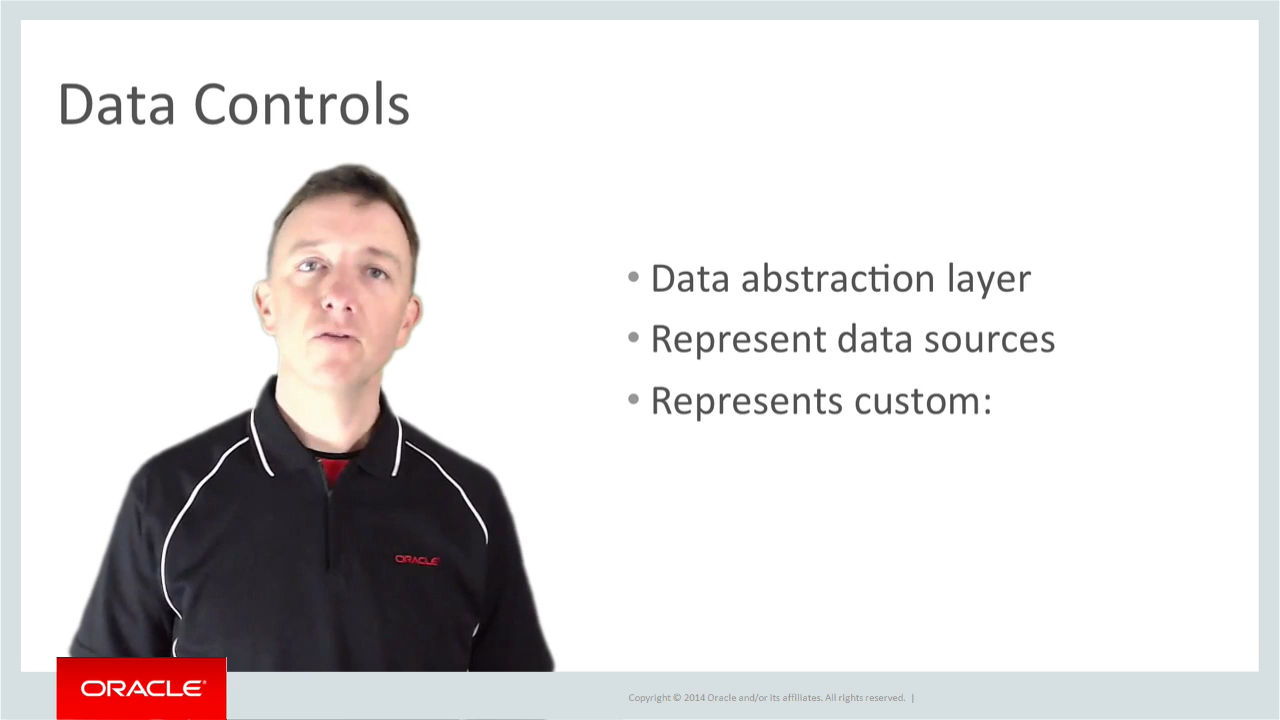 Data Controls
• Data abstraction layer
• Represent data sources
• Represents custom:
ORACLE
ORACLE®
Copyright © 2014 Oracle and/or its affiliates. All rights reserved. |